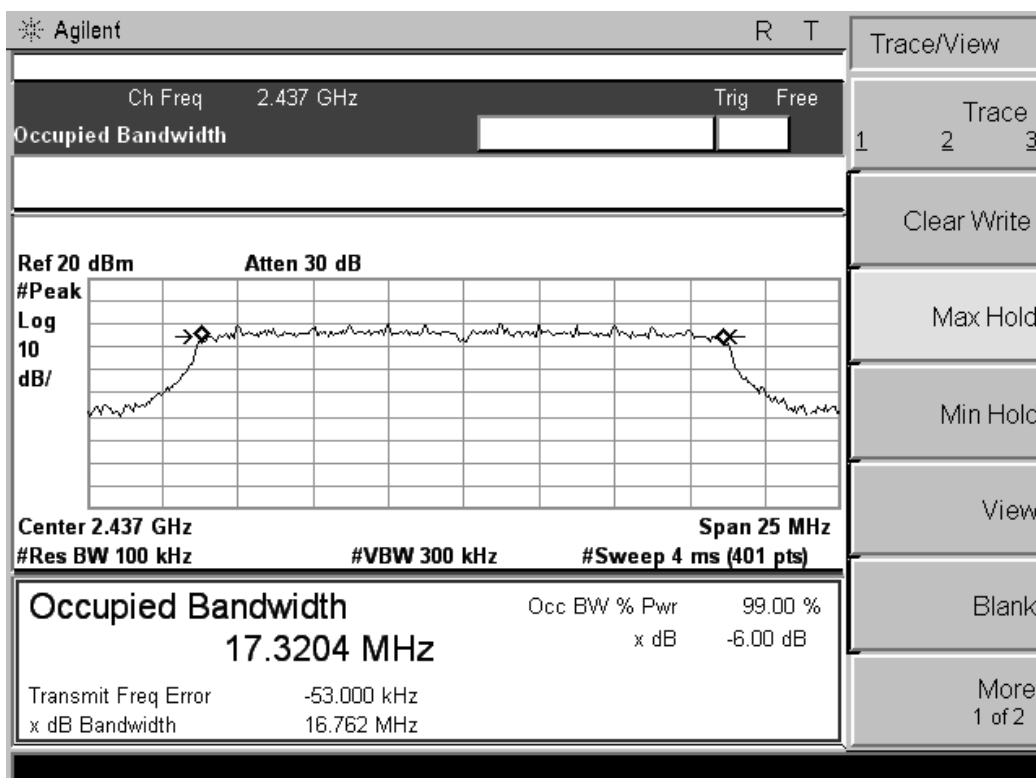 Agilent R T
Trace/View
Ch Freq 2.437 GHz Trig Free
Occupied Bandwidth
Trace
1 2 3
Clear Write
Max Hold
Min Hold
View
Blank
More
1 of 2
Ref 20 dBm Atten 30 dB
#Peak
Log
10
dB/
Center 2.437 GHz Span 25 MHz
#Res BW 100 kHz #VBW 300 kHz #Sweep 4 ms (401 pts)
Occupied Bandwidth
17.3204 MHz
Occ BW % Pwr 99.00 %
x dB -6.00 dB
Transmit Freq Error -53.000 kHz
x dB Bandwidth 16.762 MHz